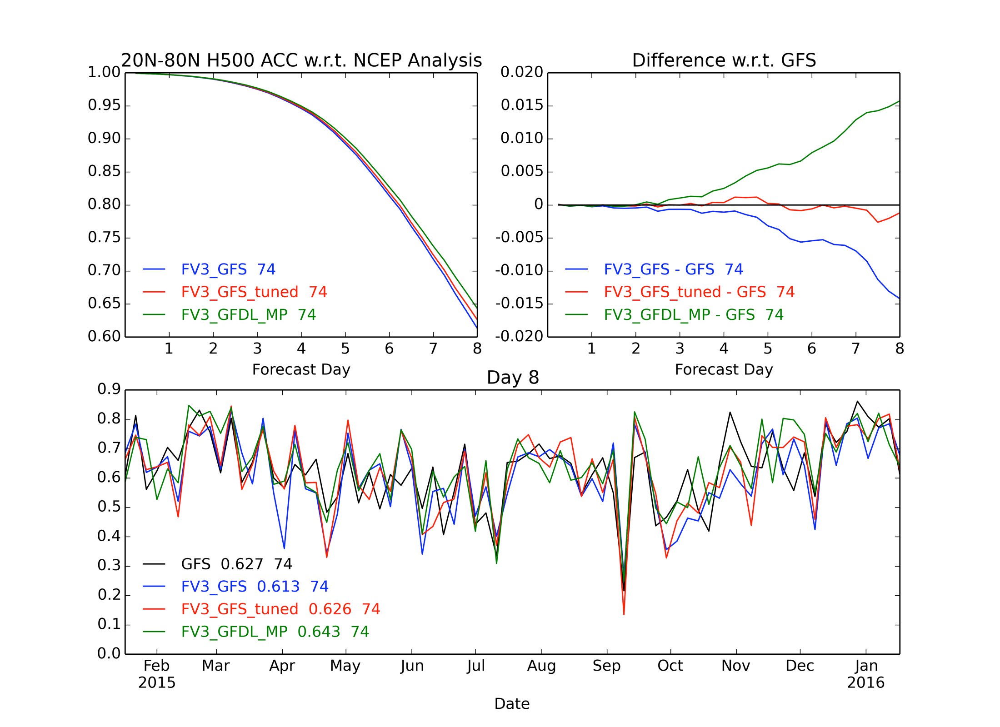 20N-80N H500 ACC w.r.t. NCEP Analysis
1.00
0.95
0.90
0.85
0.80
0.75
0.70
0.65
0.60
FV3_GFS 74
FV3_GFS_tuned 74
FV3_GFDL_MP 74
1 2 3 4 5 6 7 8
Forecast Day
Difference w.r.t. GFS
0.020
0.015
0.010
0.005
0
-0.005
-0.010
-0.015
-0.020
FV3_GFS - GFS 74
FV3_GFS_tuned - GFS 74
FV3_GFDL_MP - GFS 74
1 2 3 4 5 6 7 8
Forecast Day
Day 8
0.9
0.8
0.7
0.6
0.5
0.4
0.3
0.2
0.1
0.0
GFS 0.627 74
FV3_GFS 0.613 74
FV3_GFS_tuned 0.626 74
FV3_GFDL_MP 0.643 74
Feb Mar Apr May Jun Jul Aug Sep Oct Nov Dec Jan
2015 2016
Date